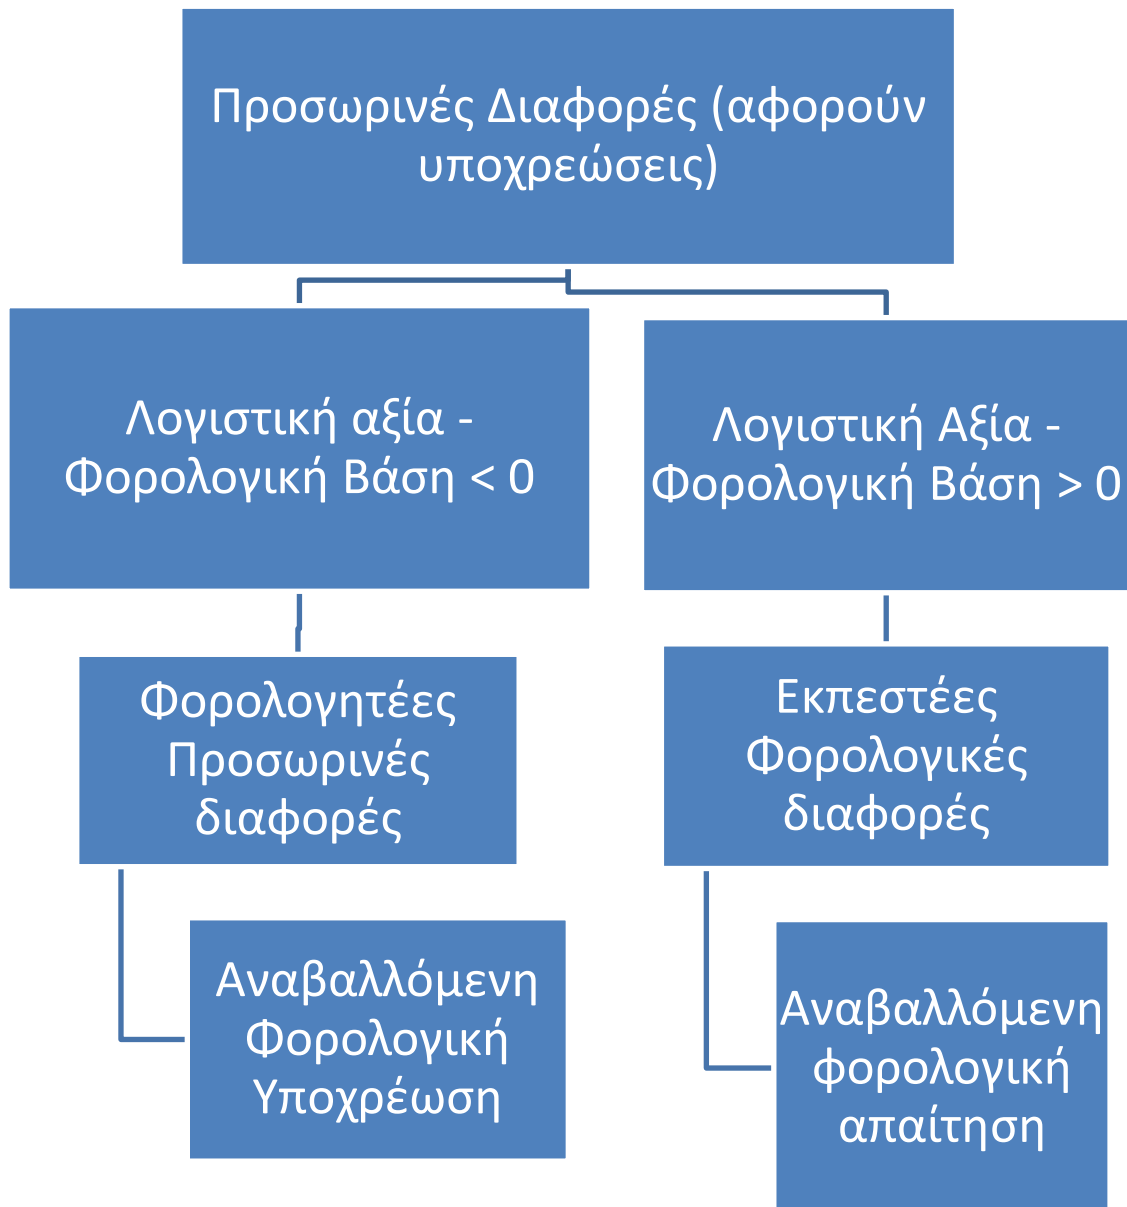 Προσωρινές Διαφορές (αφορούν
υποχρεώσεις)
Λογιστική αξία -
Φορολογική Βάση < 0
Λογιστική Αξία -
Φορολογική Βάση > 0
Φορολογητέες
Προσωρινές
διαφορές
Εκπεστέες
Φορολογικές
διαφορές
Αναβαλλόμενη
Φορολογική
Υποχρέωση
Αναβαλλόμενη
φορολογική
απαίτηση